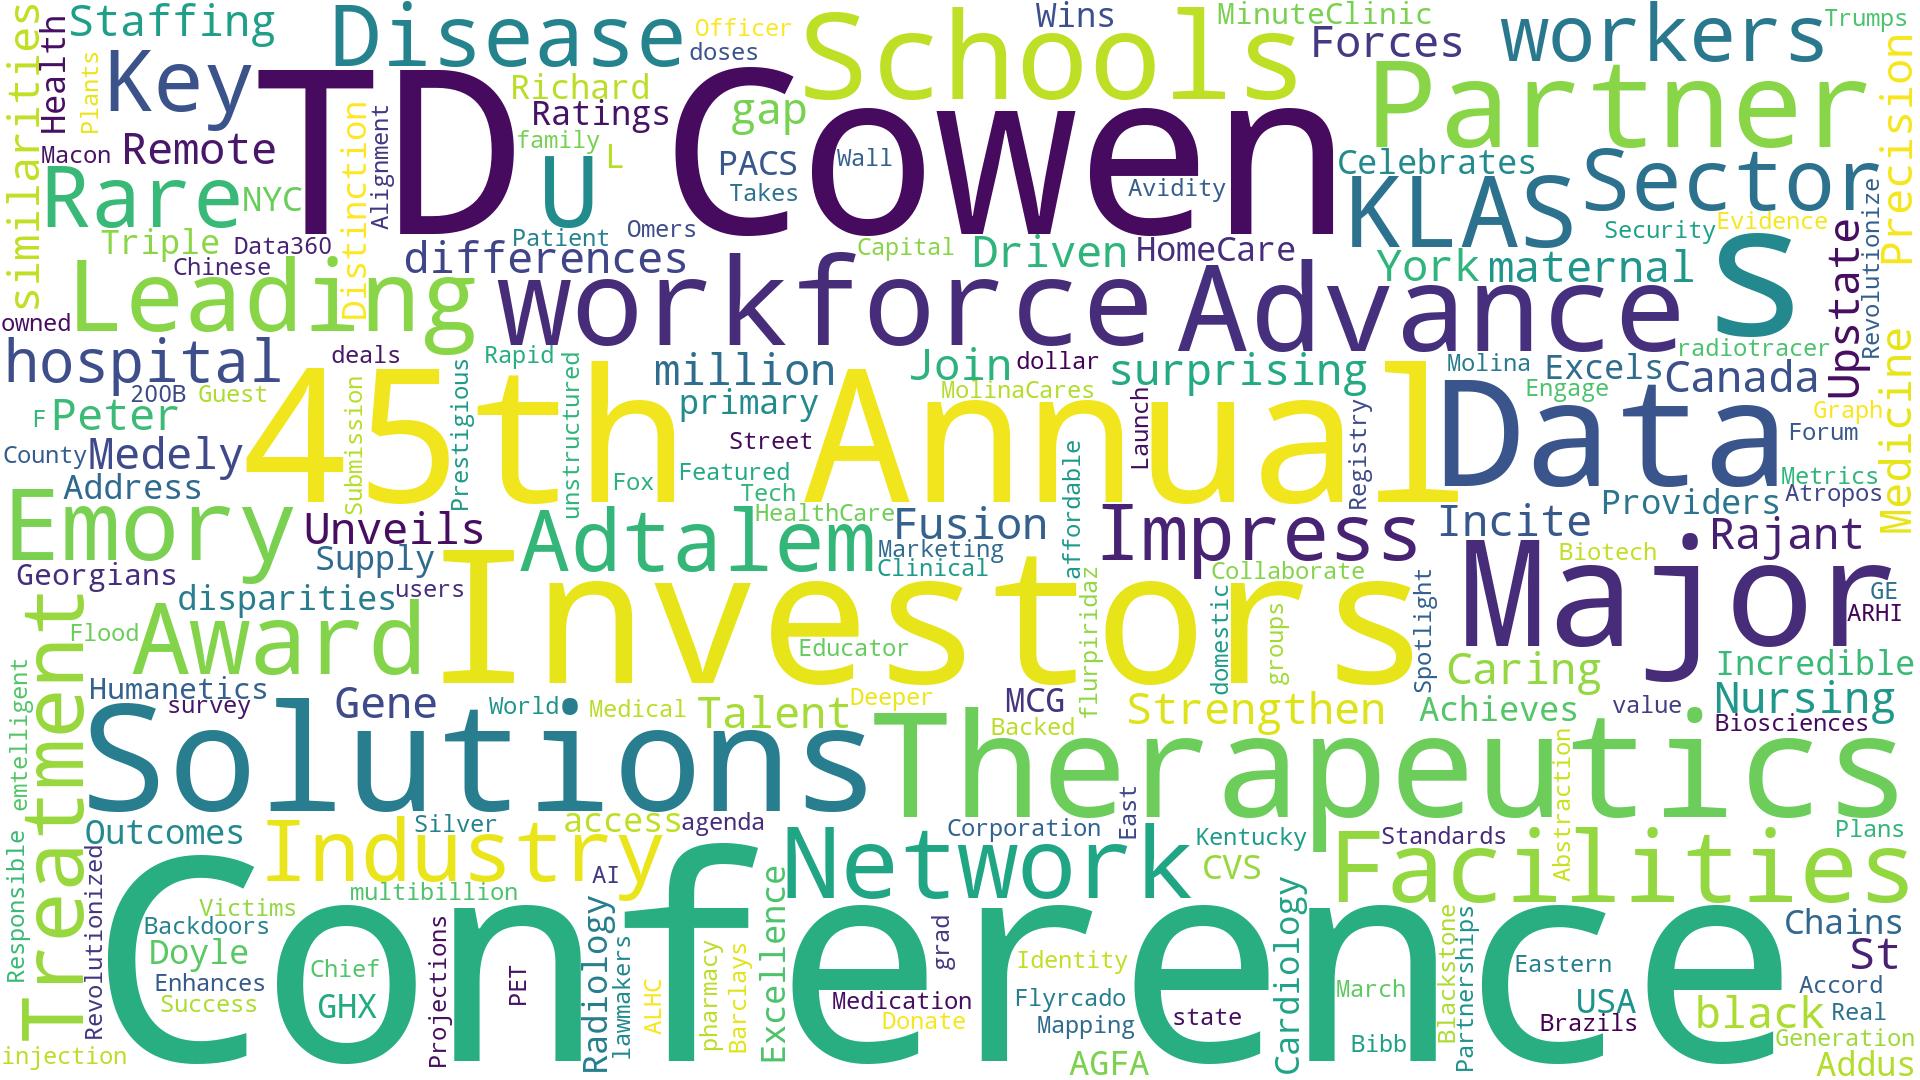 similarities
Staffing
Disease
Officer
doses
Schools
Wins
MinuteClinic
Forces
workers
Trumps
Health
Plants
Key
TD Cowen
Richard
Ratings
gap
Partner
Precision
Macon
Remote
Distinction
Alignment
family
U
L
PACS
Takes
Wall
Avidity
Celebrates
KLAS
Sector
Rare
NYC
Triple
Data360
Chinese
Patient
Omers
differences
Capital
Driven
HomeCare
York
maternal
Security
Evidence
s
Upstate
Revolutionize
Leading
workforce
Advance
owned
hospital
deals
Prestigious
Rapid
unstructured
million
Join
dollar
surprising
Molina
Excels
radiotracer
Canada
Medicine
200B
Guest
Submission
MolinaCares
Engage
F
Peter
45th Annual
primary
Launch
Registry
Data
Graph
Forum
County
Medely
Street
affordable
Metrics
Address
Fox
Featured
Tech
Providers
Atropos
Emory
Unveils
Adtalem
HealthCare
Fusion
Impress
Incite
Rajant
Supply
Marketing
Clinical
Biotech
Georgians
users
Investors
flurpiridaz
Collaborate
domestic
groups
Spotlight
Major
GE
ARHI
disparities
Flood
Award
Educator
Caring
Incredible
Treatment
emtelligent
Humanetics
survey
Gene
World
Medical
Talent
Deeper
MCG
Backed
Strengthen
Achieves
value
Nursing
Biosciences
Solutions
Therapeutics
Abstraction
Responsible
Outcomes
Industry
Silver
access
agenda
Corporation
East
Kentucky
Standards
Plans
Network
CVS
Facilities
AI
multibillion
Revolutionized
Victims
Backdoors
Conference
Doyle
Chief
Enhances
GHX
Success
Projections
PET
Radiology
lawmakers
ALHC
pharmacy
Barclays
Excellence
Medication
grad
Donate
Identity
Flyrcado
Mapping
state
Cardiology
March
Bibb
Blackstone
Partnerships
Eastern
USA
Brazils
Chains
St
Accord
black
Real
Generation
injection
AGFA
Addus